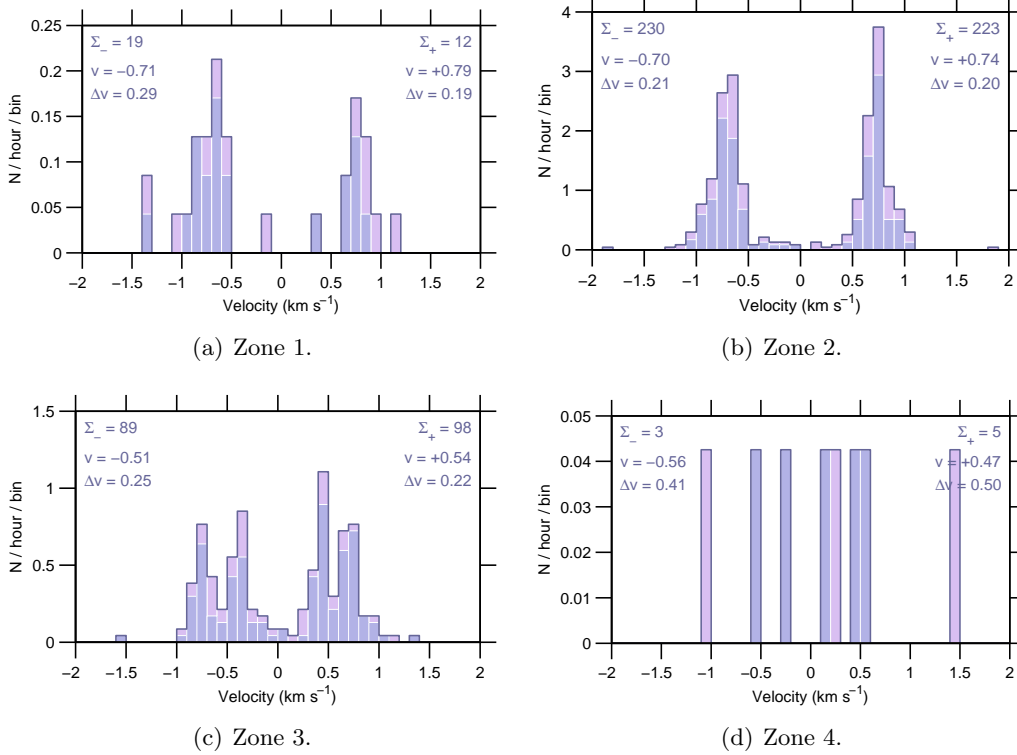 0.25
0.2
0.15
0.1
0.05
0
N / hour / bin
Σ_ = 19
v = −0.71
Δv = 0.29
Σ+ = 12
v = +0.79
Δv = 0.19
−2 −1.5 −1 −0.5 0 0.5 1 1.5 2
Velocity (km s⁻¹)
(a) Zone 1.
4
3
2
1
0
N / hour / bin
Σ_ = 230
v = −0.70
Δv = 0.21
Σ+ = 223
v = +0.74
Δv = 0.20
−2 −1.5 −1 −0.5 0 0.5 1 1.5 2
Velocity (km s⁻¹)
(b) Zone 2.
1.5
1
0.5
0
N / hour / bin
Σ_ = 89
v = −0.51
Δv = 0.25
Σ+ = 98
v = +0.54
Δv = 0.22
−2 −1.5 −1 −0.5 0 0.5 1 1.5 2
Velocity (km s⁻¹)
(c) Zone 3.
0.05
0.04
0.03
0.02
0.01
0
N / hour / bin
Σ_ = 3
v = −0.56
Δv = 0.41
Σ+ = 5
v = +0.47
Δv = 0.50
−2 −1.5 −1 −0.5 0 0.5 1 1.5 2
Velocity (km s⁻¹)
(d) Zone 4.